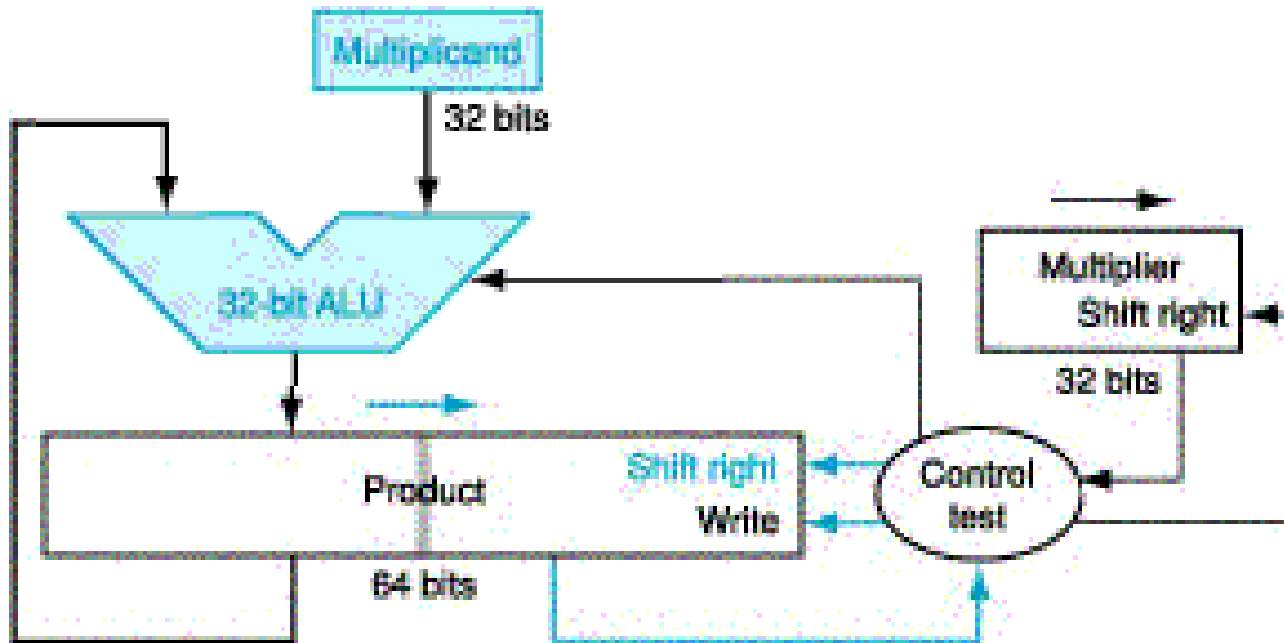 Multiplicand
32 bits
32-bit ALU
Multiplier
Shift right
32 bits
Product
Shift right
Write
64 bits
Control
test